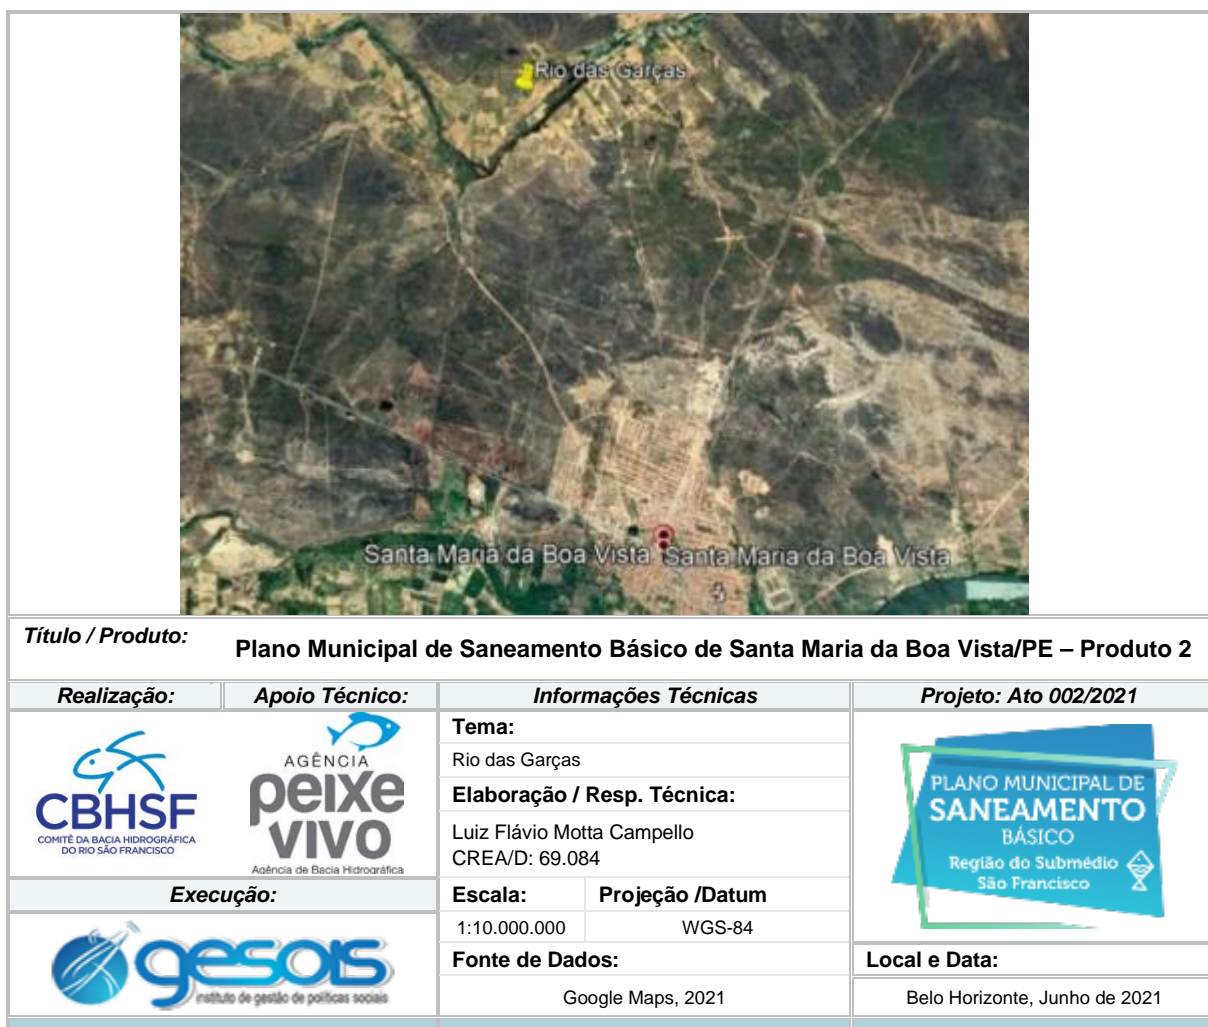 Rio das Garças
Santa Maria da Boa Vista Santa Maria da Boa Vista
Título / Produto:
Plano Municipal de Saneamento Básico de Santa Maria da Boa Vista/PE – Produto 2
Realização:
Apoio Técnico:
Informações Técnicas
Projeto: Ato 002/2021
CBHSF
COMITÊ DA BACIA HIDROGRÁFICA
DO RIO SÃO FRANCISCO
AGÊNCIA
peixe
vivo
Agência de Bacia Hidrográfica
Tema:
Rio das Garças
Elaboração / Resp. Técnica:
Luiz Flávio Motta Campello
CREA/D: 69.084
PLANO MUNICIPAL DE
SANEAMENTO
BÁSICO
Região do Submédio
São Francisco
Execução:
gesois
instituto de gestão de políticas sociais
Escala:
Projeção /Datum
1:10.000.000
WGS-84
Fonte de Dados:
Google Maps, 2021
Local e Data:
Belo Horizonte, Junho de 2021